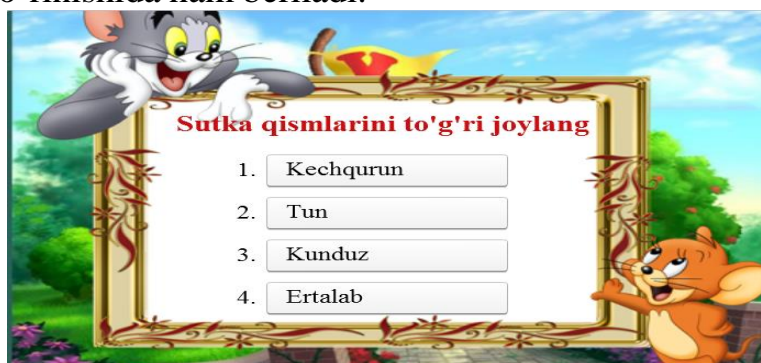 Sutka qismlarini to'g'ri joylang
1. Kechqurun
2. Tun
3. Kunduz
4. Ertalab